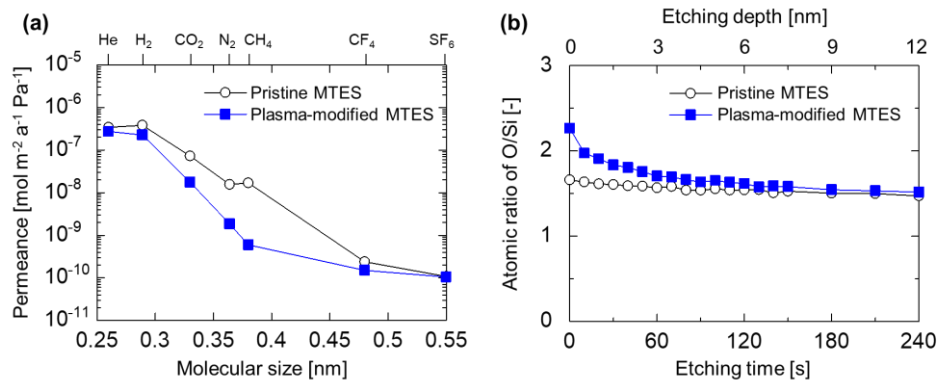 (a)
He H₂ CO₂ N₂ CH₄ CF₄ SF₆
10⁻⁵
10⁻⁶
10⁻⁷
10⁻⁸
10⁻⁹
10⁻¹⁰
10⁻¹¹
Permeance [mol m⁻² a⁻¹ Pa⁻¹]
Pristine MTES
Plasma-modified MTES
0.25 0.3 0.35 0.4 0.45 0.5 0.55
Molecular size [nm]
(b)
Etching depth [nm]
0 3 6 9 12
3
2
1
0
Atomic ratio of O/Si [-]
Pristine MTES
Plasma-modified MTES
0 60 120 180 240
Etching time [s]